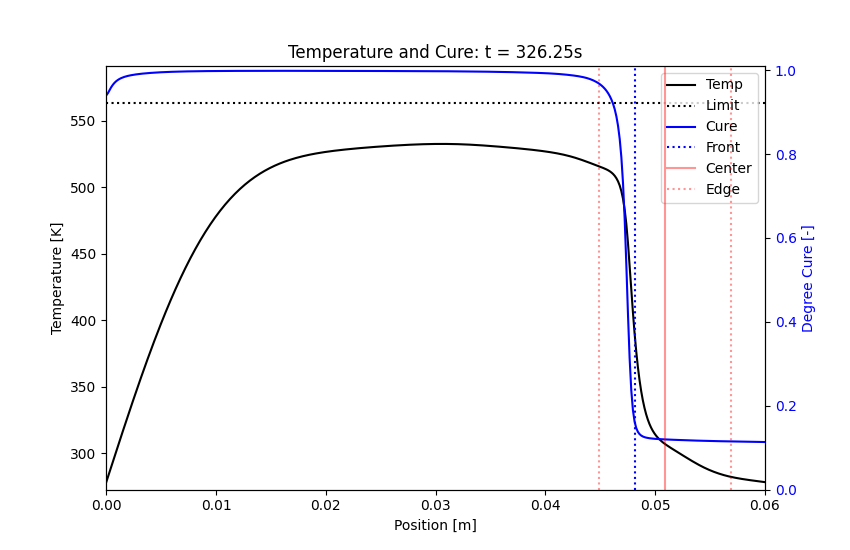 Temperature and Cure: t = 326.25s
Temperature [K]
550
500
450
400
350
300
Temp
Limit
Cure
Front
Center
Edge
1.0
0.8
0.6
0.4
0.2
0.0
Degree Cure [-]
0.00 0.01 0.02 0.03 0.04 0.05 0.06
Position [m]